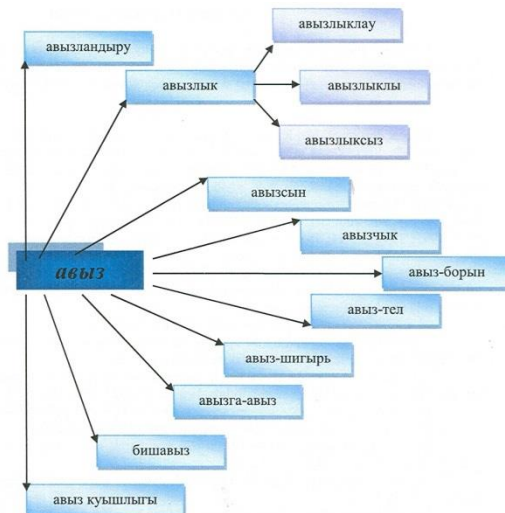 авызлыклау
авызландыру
авызлык
авызлыклы
авызлыксыз
авызсын
авызчык
авыз-борын
авыз
авыз-тел
авыз-шигырь
авызга-авыз
бишавыз
авыз куышлыгы